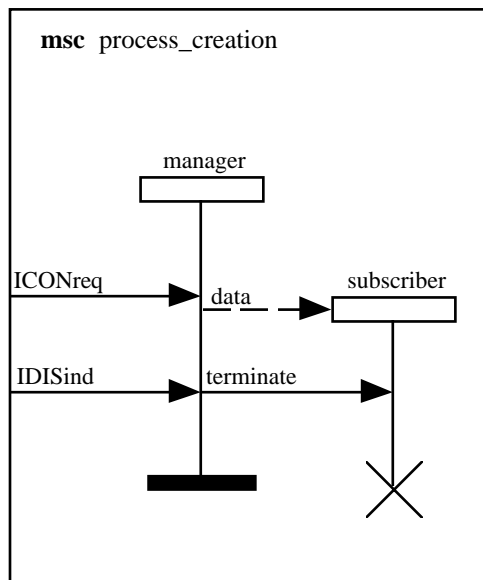 msc process_creation
manager
ICONreq
data
subscriber
IDISind
terminate